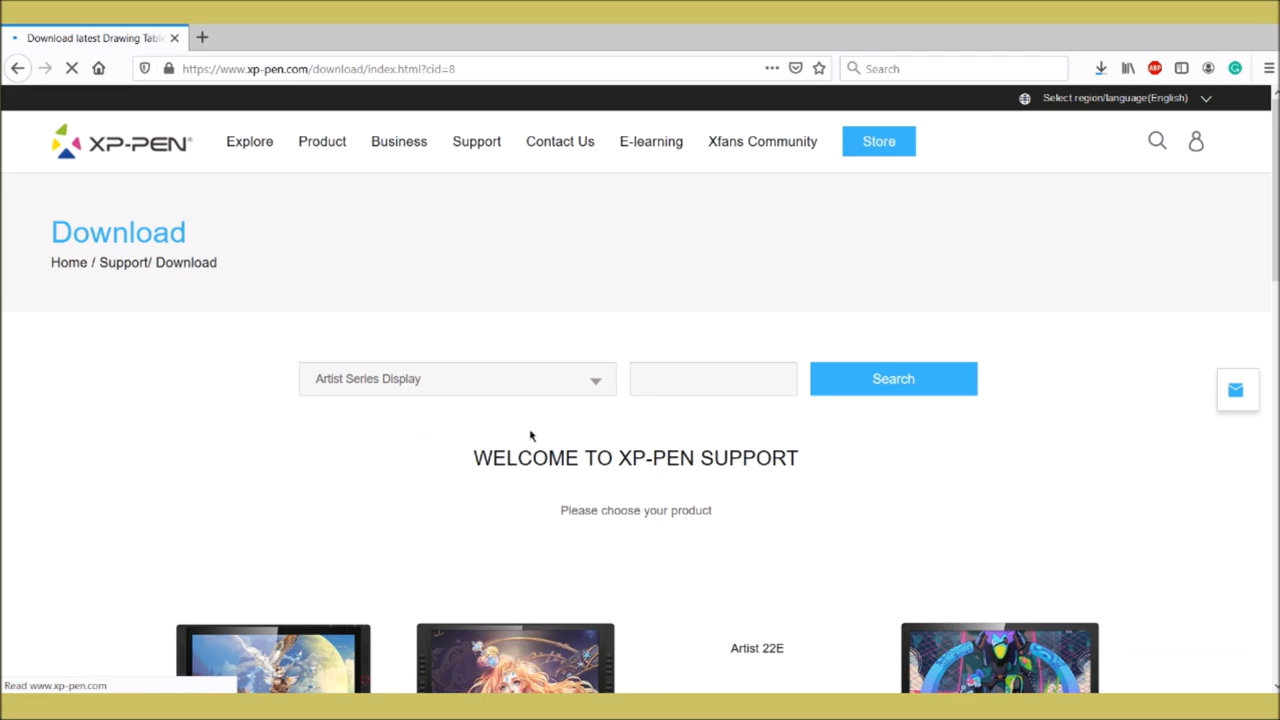 Download latest Drawing Table
https://www.xp-pen.com/download/index.html?cid=8
Search
ABP
Select region/language(English)
XP-PEN
Explore
Product
Business
Support
Contact Us
E-learning
Xfans Community
Store
Download
Home / Support/ Download
Artist Series Display
Search
WELCOME TO XP-PEN SUPPORT
Please choose your product
Artist 22E
Read www.xp-pen.com